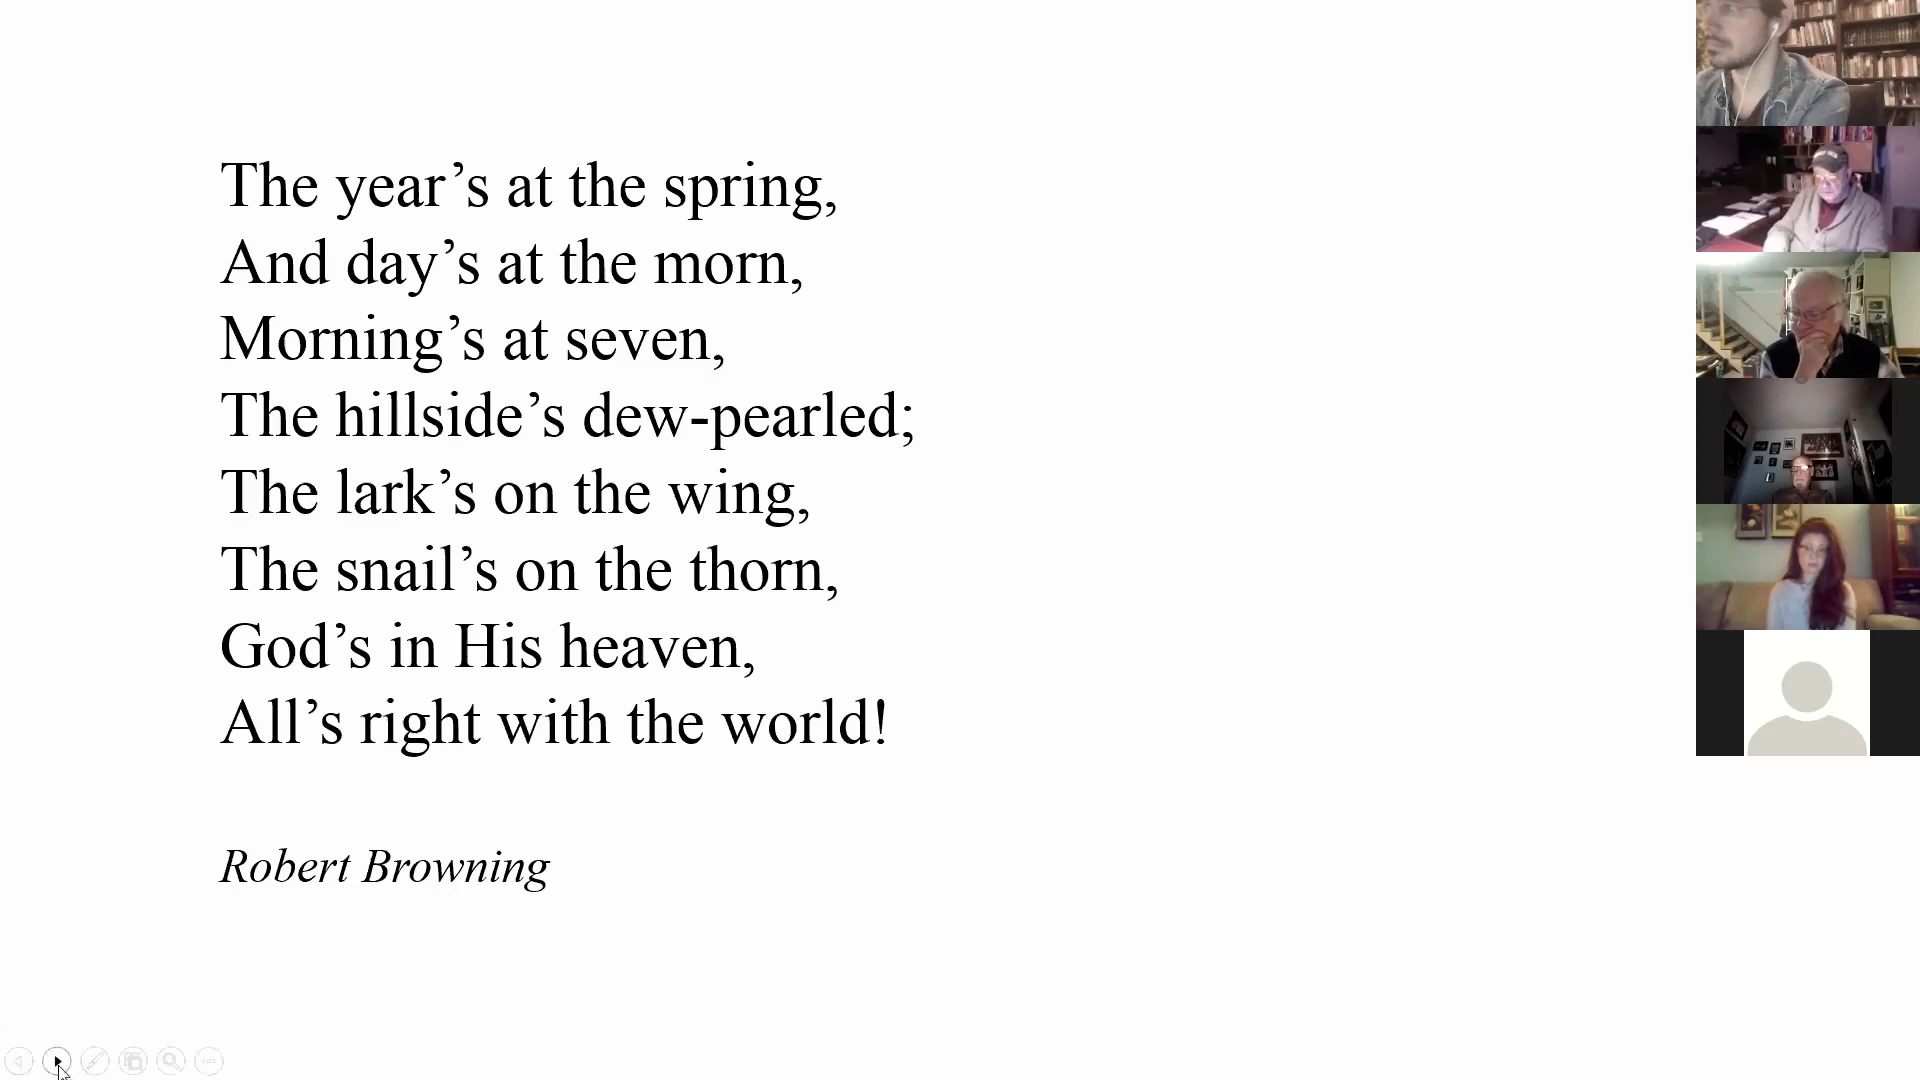 The year’s at the spring,
And day’s at the morn,
Morning’s at seven,
The hillside’s dew-pearled;
The lark’s on the wing,
The snail’s on the thorn,
God’s in His heaven,
All’s right with the world!
Robert Browning